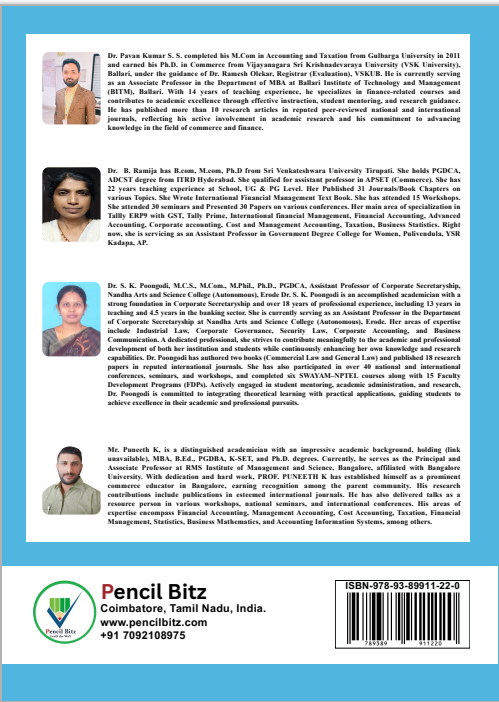 Dr. Pavan Kumar S. S. completed his M.Com in Accounting and Taxation from Gulbarga University in 2011
and earned his Ph.D. in Commerce from Vijayanagara Sri Krishnadevaraya University (VSK University),
Ballari, under the guidance of Dr. Ramesh Olekar, Registrar (Evaluation), VSKUB. He is currently serving
as an Associate Professor in the Department of MBA at Ballari Institute of Technology and Management
(BITM), Ballari. With 14 years of teaching experience, he specializes in finance-related courses and
contributes to academic excellence through effective instruction, student mentoring, and research guidance.
He has published more than 10 research articles in reputed peer-reviewed national and international
journals, reflecting his active involvement in academic research and his commitment to advancing
knowledge in the field of commerce and finance.
Dr. B. Ramija has B.com, M.com, Ph.D from Sri Venkateswara University Tirupati. She holds PGDCA,
ADCST degree from ITRD Hyderabad. She qualified for assistant professor in APSET (Commerce). She has
22 years teaching experience at School, UG & PG Level. Her Published 31 Journals/Book Chapters on
various Topics. She Wrote International Financial Management Text Book. She has attended 15 Workshops.
She attended 30 seminars and Presented 30 Papers on various conferences. Her main area of specialization in
Tallly ERP9 with GST, Tally Prime, International financial Management, Financial Accounting, Advanced
Accounting, Corporate accounting, Cost and Management Accounting, Taxation, Business Statistics. Right
now, she is servicing as an Assistant Professor in Government Degree College for Women, Pulivendula, YSR
Kadapa, AP.
Dr. S. K. Poongodi, M.C.S., M.Com., M.Phil., Ph.D., PGDCA, Assistant Professor of Corporate Secretaryship,
Nandha Arts and Science College (Autonomous), Erode Dr. S. K. Poongodi is an accomplished academician with a
strong foundation in Corporate Secretaryship and over 18 years of professional experience, including 13 years in
teaching and 4.5 years in the banking sector. She is currently serving as an Assistant Professor in the Department
of Corporate Secretaryship at Nandha Arts and Science College (Autonomous), Erode. Her areas of expertise
include Industrial Law, Corporate Governance, Security Law, Corporate Accounting, and Business
Communication. A dedicated professional, she strives to contribute meaningfully to the academic and professional
development of both her institution and students while continuously enhancing her own knowledge and research
capabilities. Dr. Poongodi has authored two books (Commercial Law and General Law) and published 18 research
papers in reputed international journals. She has also participated in over 40 national and international
conferences, seminars, and workshops, and completed six SWAYAM–NPTEL courses along with 15 Faculty
Development Programs (FDPs). Actively engaged in student mentoring, academic administration, and research,
Dr. Poongodi is committed to integrating theoretical learning with practical applications, guiding students to
achieve excellence in their academic and professional pursuits.
Mr. Puneeth K, is a distinguished academician with an impressive academic background, holding (link
unavailable), MBA, B.Ed., PGDBA, K-SET, and Ph.D. degrees. Currently, he serves as the Principal and
Associate Professor at RMS Institute of Management and Science, Bangalore, affiliated with Bangalore
University. With dedication and hard work, PROF. PUNEETH K has established himself as a prominent
commerce educator in Bangalore, earning recognition among the parent community. His research
contributions include publications in esteemed international journals. He has also delivered talks as a
resource person in various workshops, national seminars, and international conferences. His areas of
expertise encompass Financial Accounting, Management Accounting, Cost Accounting, Taxation, Financial
Management, Statistics, Business Mathematics, and Accounting Information Systems, among others.
Pencil Bitz
Pencil Bitz
Coimbatore, Tamil Nadu, India.
www.pencilbitz.com
+91 7092108975
ISBN-978-93-89911-22-0
789389 911220